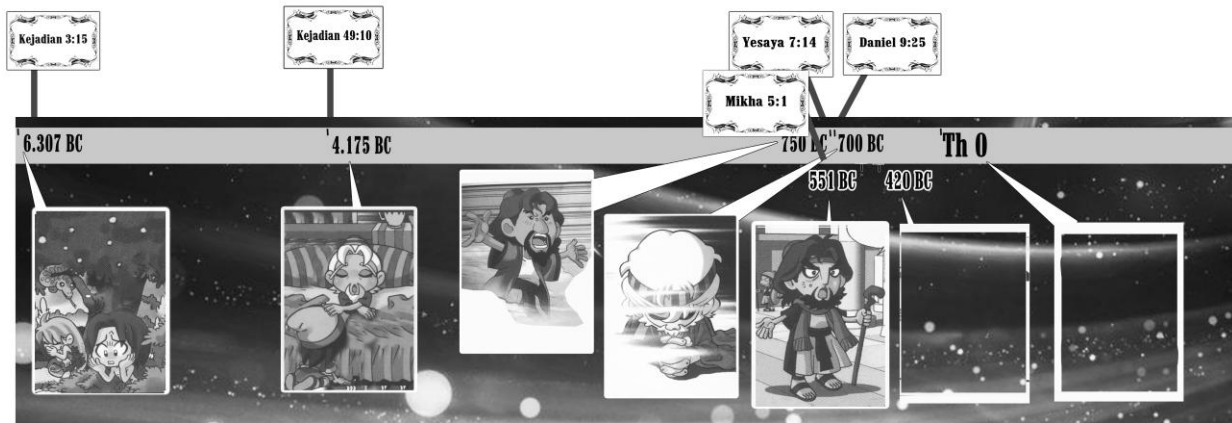 Kejadian 3:15
Kejadian 49:10
Yesaya 7:14
Daniel 9:25
Mikha 5:1
6.307 BC
4.175 BC
750 BC
700 BC
Th 0
551 BC
420 BC